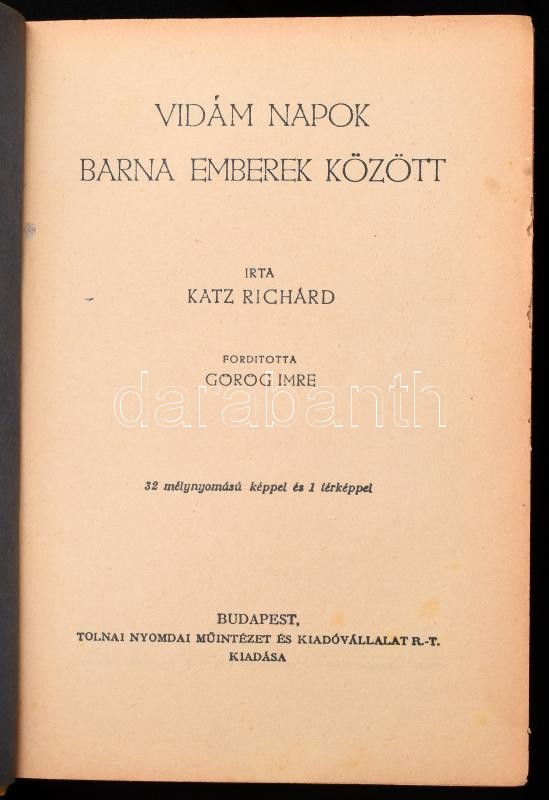 VIDÁM NAPOK
BARNA EMBEREK KÖZÖTT
IRTA
KATZ RICHÁRD
FORDITOTTA
GÖRÖG IMRE
darabanth
32 mélynyomású képpel és 1 térképpel
BUDAPEST,
TOLNAI NYOMDAI MŰINTÉZET ÉS KIADÓVÁLLALAT R.-T.
KIADÁSA